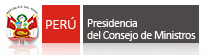 PERÚ
Presidencia
del Consejo de Ministros